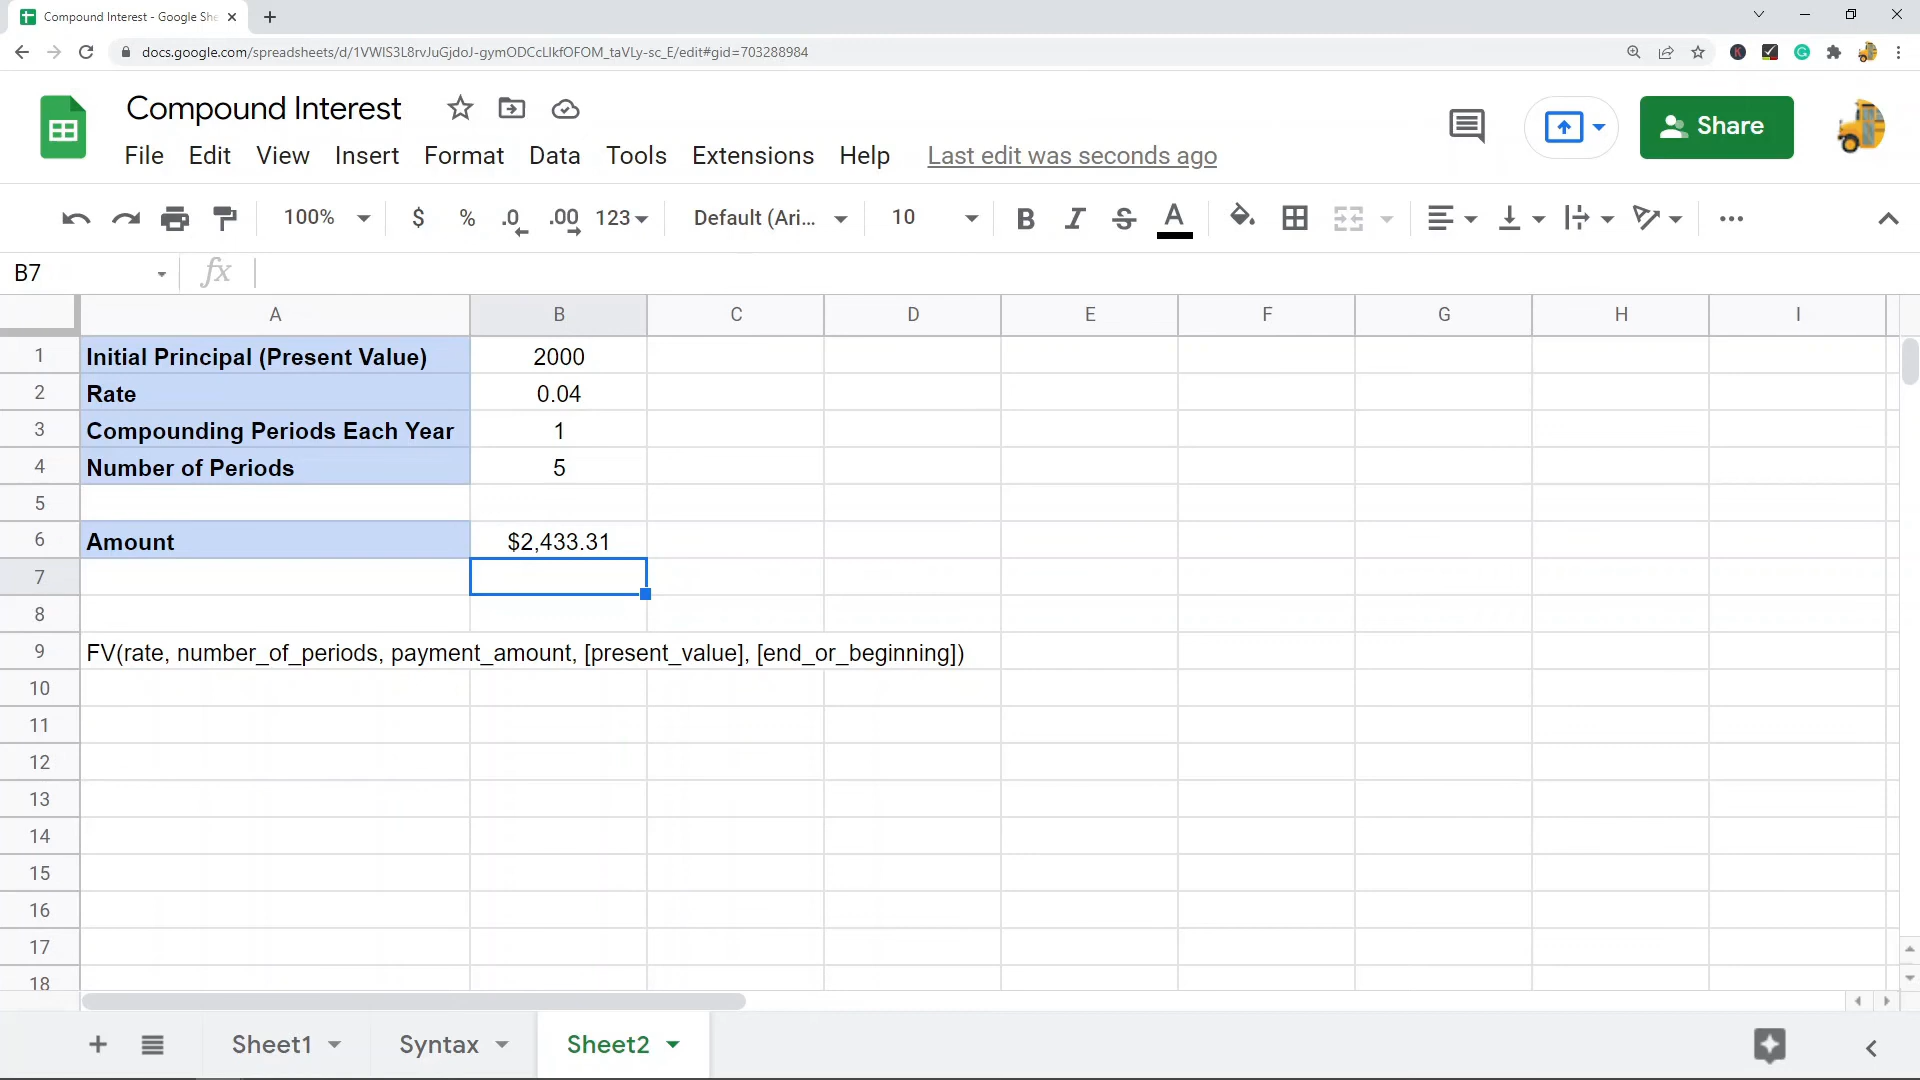 Compound Interest - Google She
docs.google.com/spreadsheets/d/1VWIS3L8rvJuGjdoJ-gymODCcLIkfOFOM_taVLy-sc_E/edit#gid=703288984
Compound Interest
Share
File Edit View Insert Format Data Tools Extensions Help Last edit was seconds ago
100% $ % .0 .00 123 Default (Ari... 10 B I S A
B7 fx
A B C D E F G H I
1 Initial Principal (Present Value) 2000
2 Rate 0.04
3 Compounding Periods Each Year 1
4 Number of Periods 5
5
6 Amount $2,433.31
7
8
9 FV(rate, number_of_periods, payment_amount, [present_value], [end_or_beginning])
10
11
12
13
14
15
16
17
18
Sheet1 Syntax Sheet2